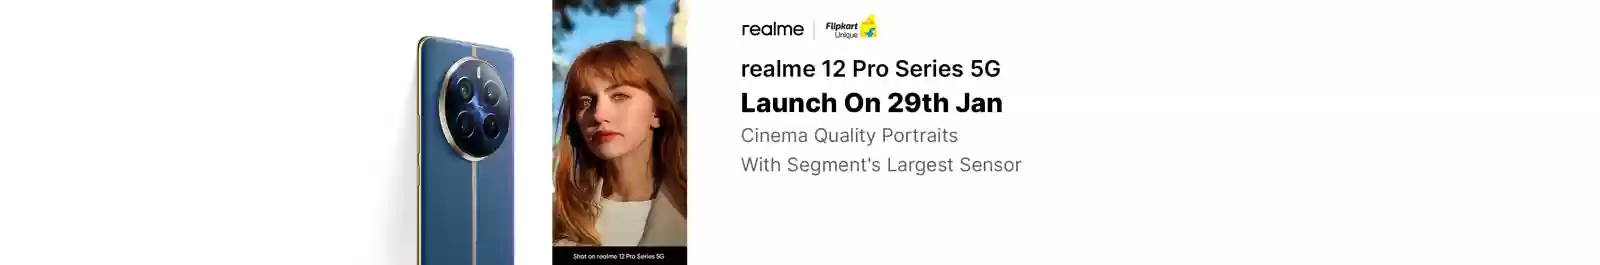 realme
Flipkart
Unique
realme 12 Pro Series 5G
Launch On 29th Jan
Cinema Quality Portraits
With Segment's Largest Sensor
Shot on realme 12 Pro Series 5G